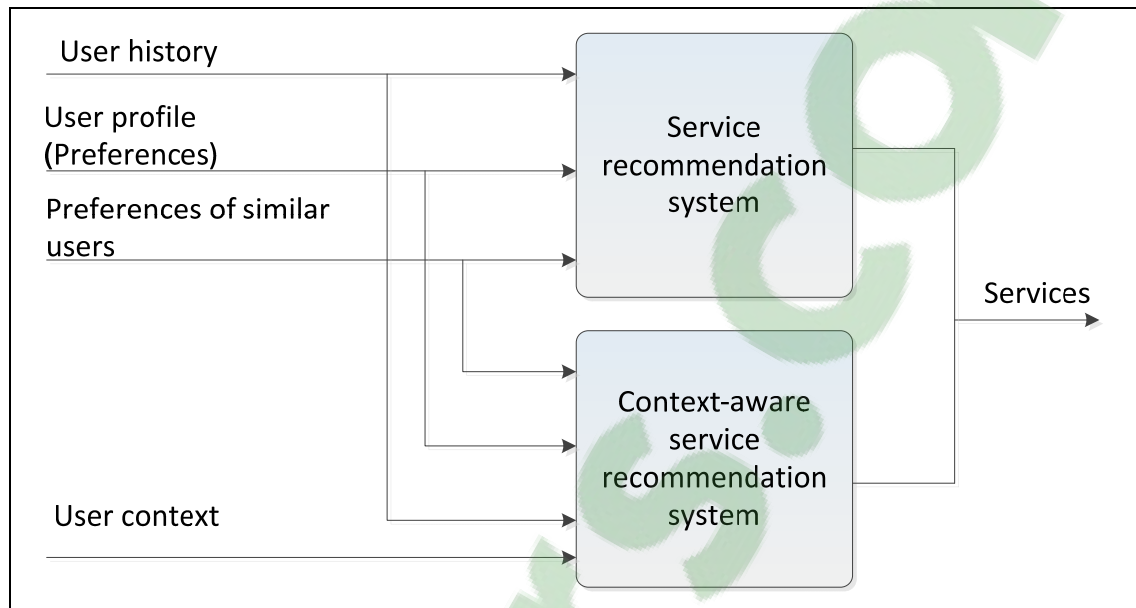 User history
User profile
(Preferences)
Preferences of similar
users
User context
Service
recommendation
system
Context-aware
service
recommendation
system
Services